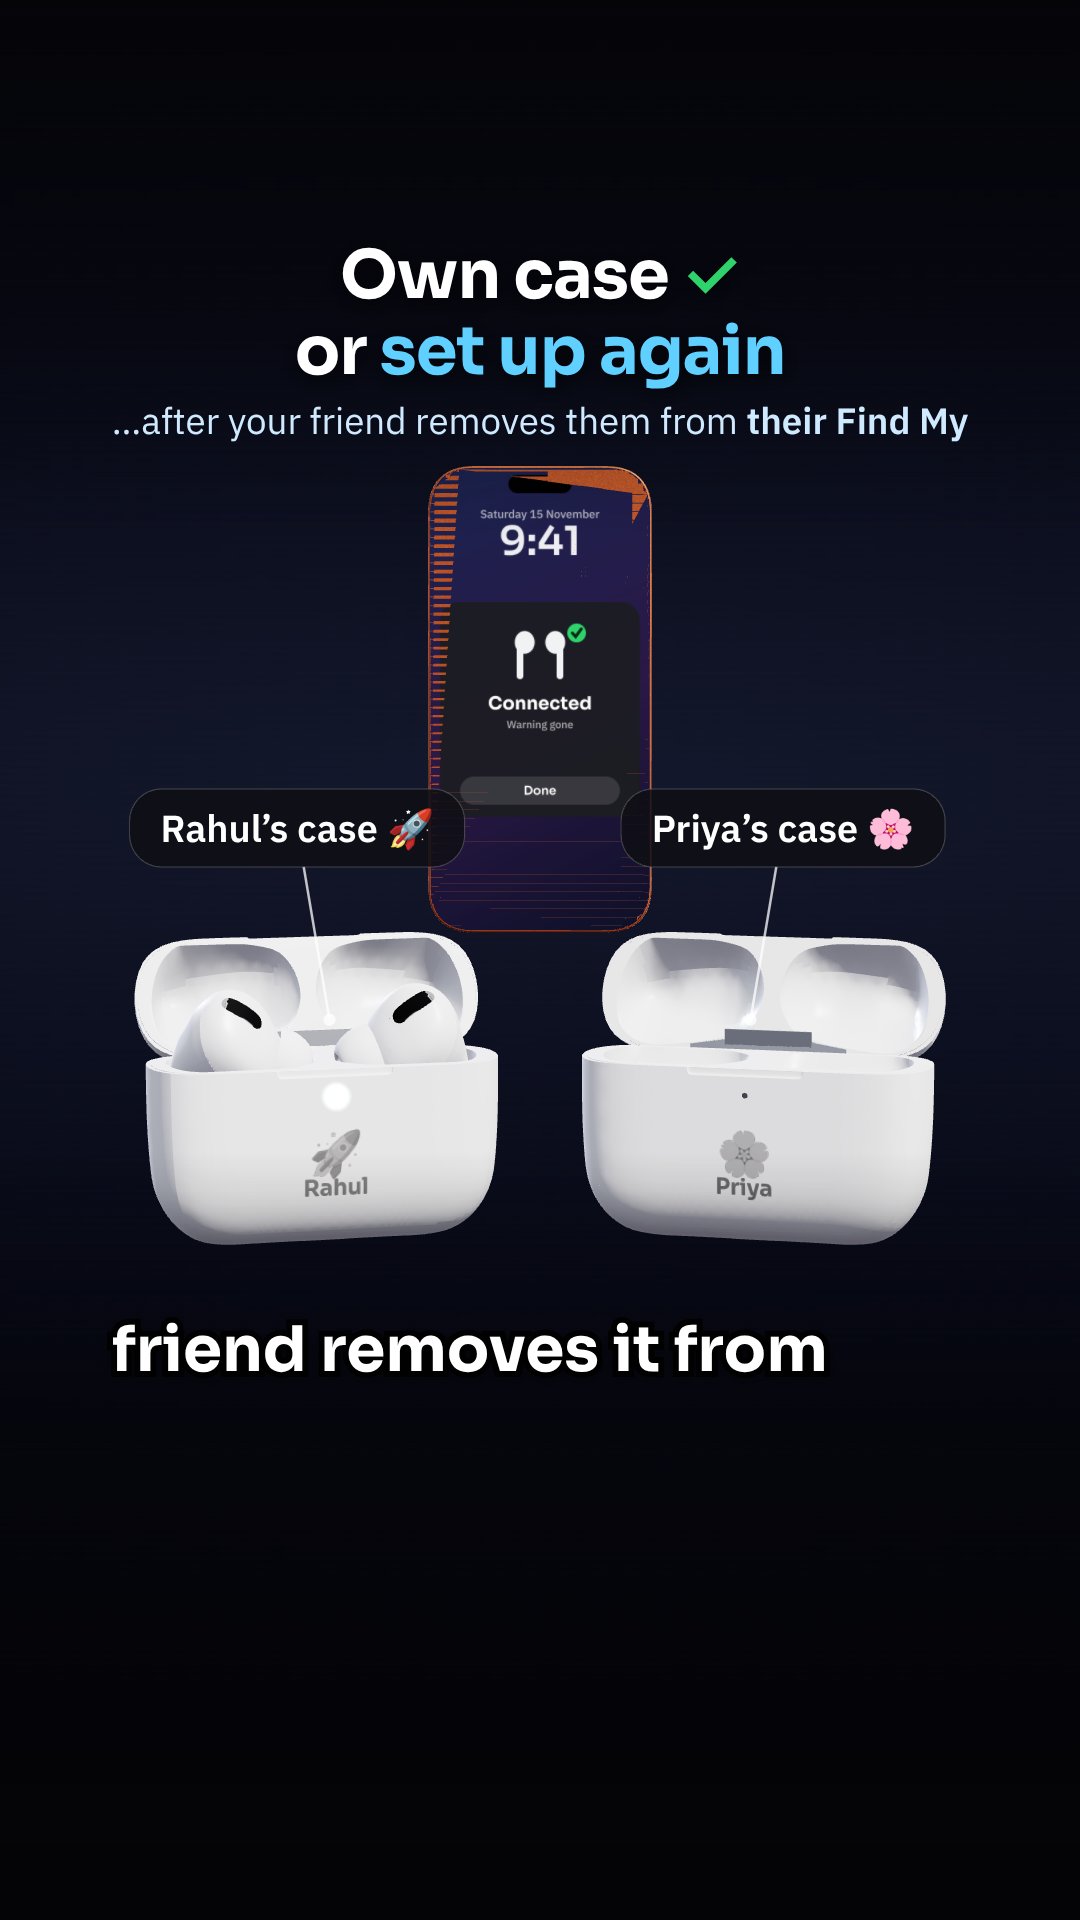 Own case ✓
or set up again
...after your friend removes them from their Find My
Saturday 15 November
9:41
Connected
Warning gone
Done
Rahul’s case 🚀
Priya’s case 🌸
Rahul
Priya
friend removes it from